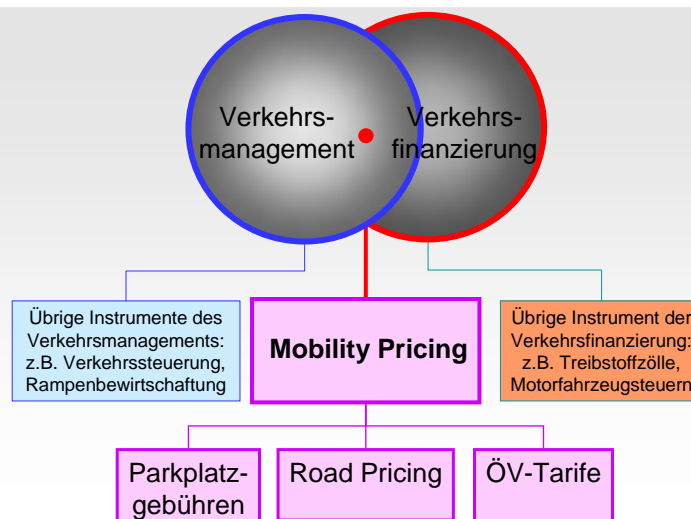 Verkehrs-
management
Verkehrs-
finanzierung
Übrige Instrumente des
Verkehrsmanagements:
z.B. Verkehrssteuerung,
Rampenbewirtschaftung
Mobility Pricing
Übrige Instrument der
Verkehrsfinanzierung:
z.B. Treibstoffzölle,
Motorfahrzeugsteuern
Parkplatz-
gebühren
Road Pricing
ÖV-Tarife